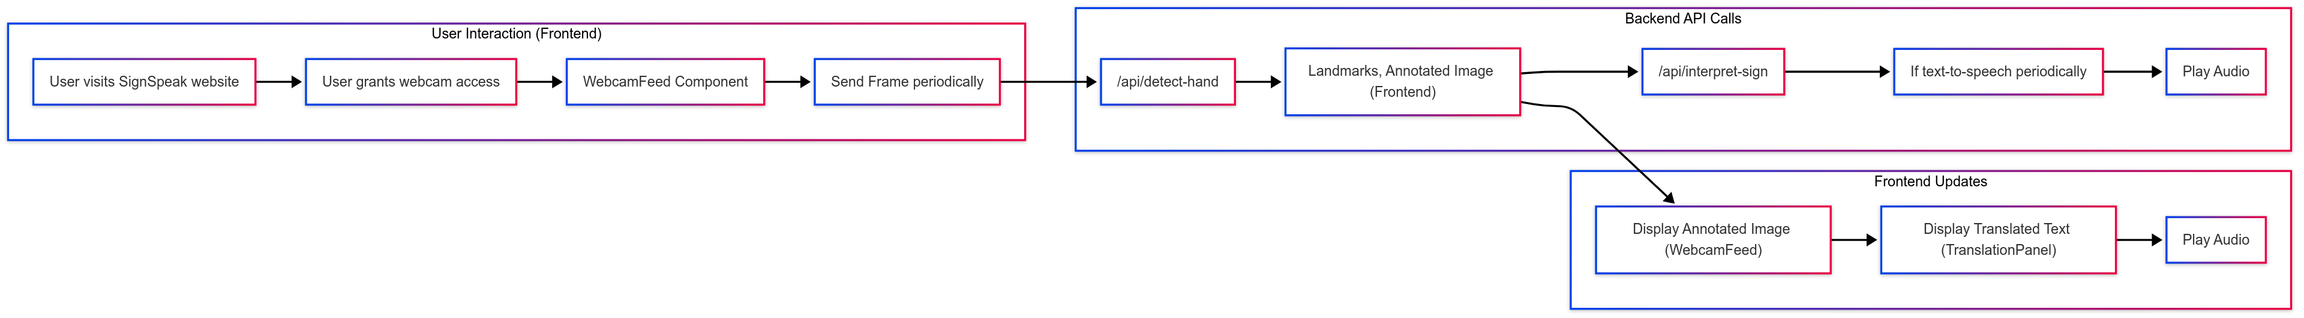 User Interaction (Frontend)
User visits SignSpeak website
User grants webcam access
WebcamFeed Component
Send Frame periodically
Backend API Calls
/api/detect-hand
Landmarks, Annotated Image
(Frontend)
/api/interpret-sign
If text-to-speech periodically
Play Audio
Frontend Updates
Display Annotated Image
(WebcamFeed)
Display Translated Text
(TranslationPanel)
Play Audio